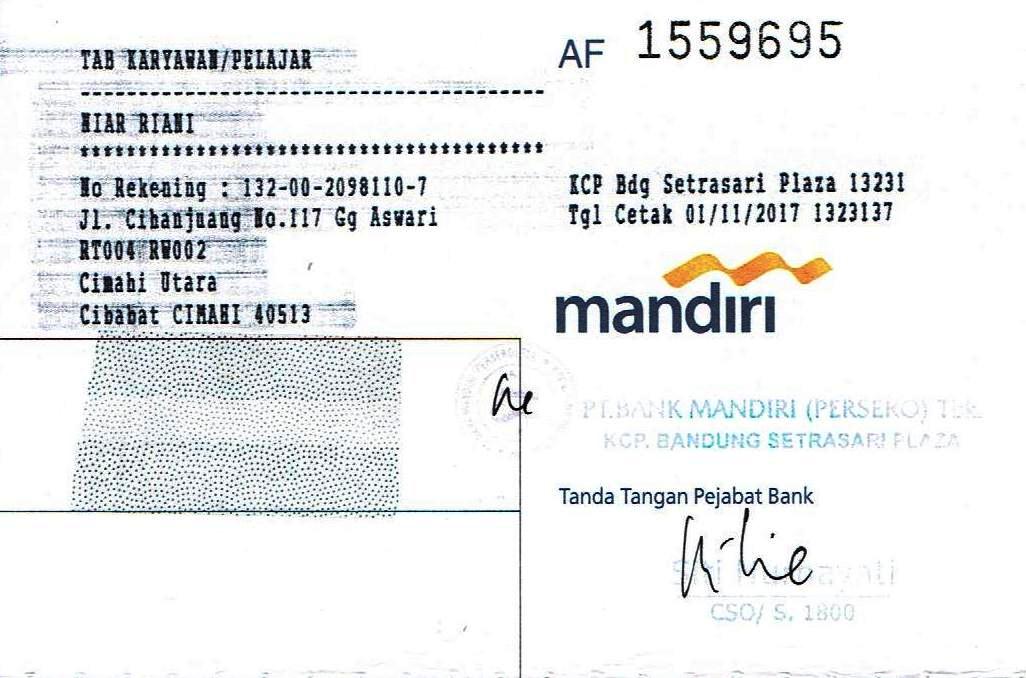 TAB KARYAWAN/PELAJAR
AF 1559695
----------------------------------------
NIAR RIANI
****************************************
No Rekening : 132-00-2098110-7
Jl. Cihanjuang No.117 Gg Aswari
RT004 RW002
Cimahi Utara
Cibabat CIMAHI 40513
KCP Bdg Setrasari Plaza 13231
Tgl Cetak 01/11/2017 1323137
mandiri
PT.BANK MANDIRI (PERSERO) Tbk.
KCP. BANDUNG SETRASARI PLAZA
Tanda Tangan Pejabat Bank
CSO/ S. 1800